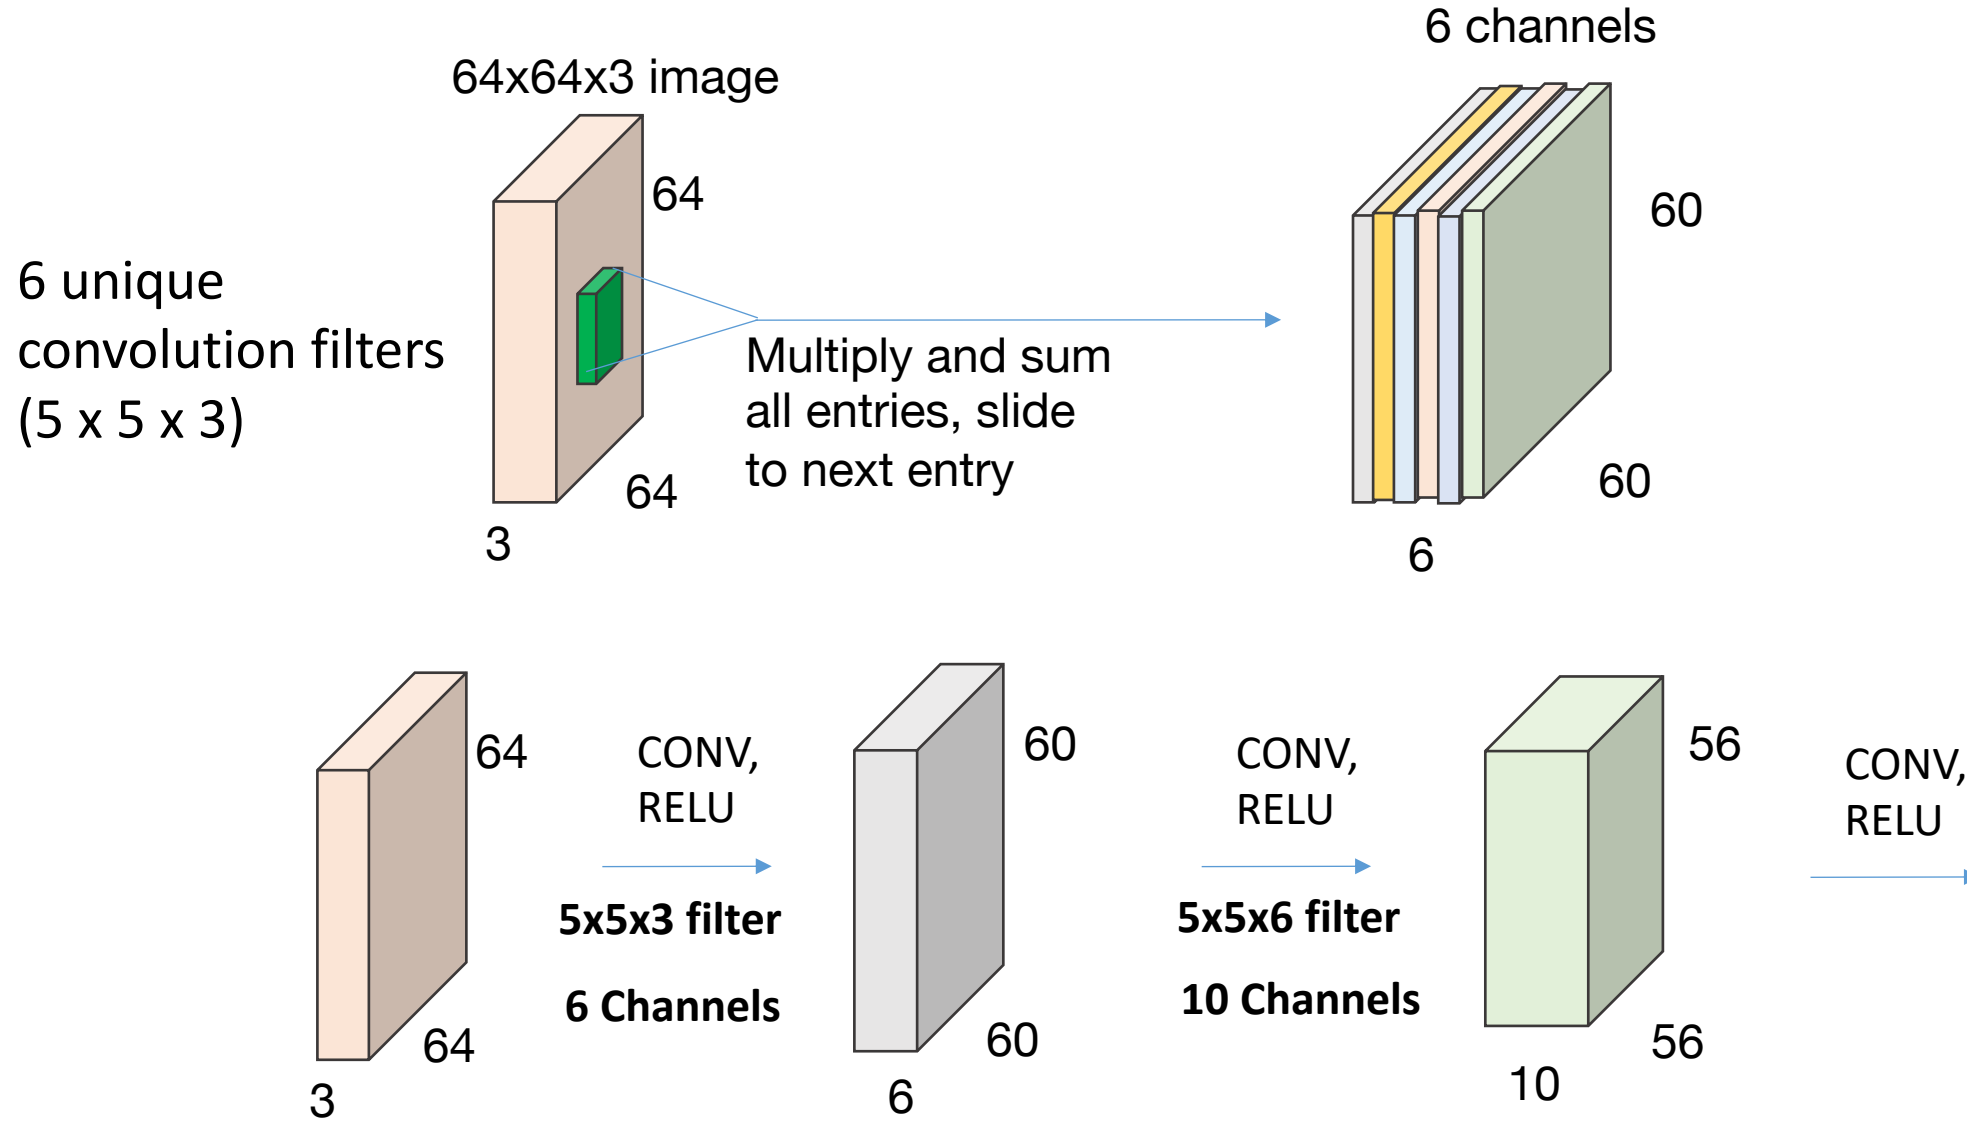 6 channels
64x64x3 image
64
60
6 unique
convolution filters
(5 x 5 x 3)
Multiply and sum
all entries, slide
to next entry
64
60
3
6
64
CONV,
RELU
60
CONV,
RELU
56
CONV,
RELU
5x5x3 filter
5x5x6 filter
6 Channels
10 Channels
64
60
56
3
6
10